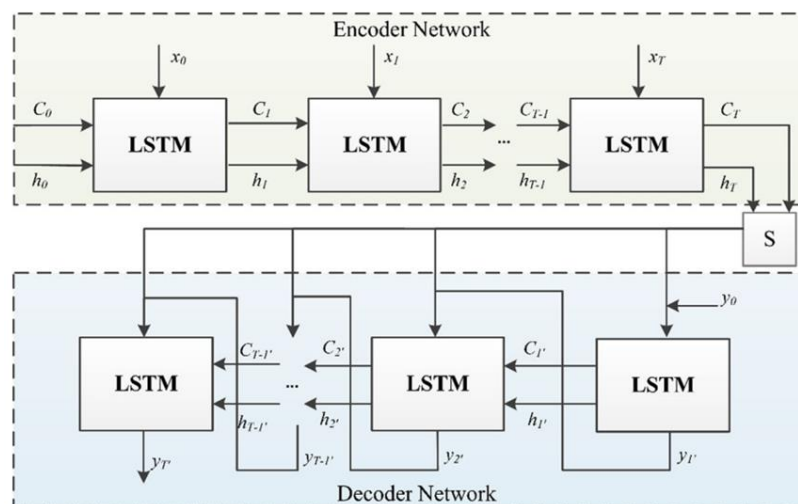 Encoder Network
x0 x1 xT
C0 C1 C2 CT-1 CT
LSTM LSTM ... LSTM
h0 h1 h2 hT-1 hT
S
y0
CT-1' C2' C1'
LSTM ... LSTM LSTM
hT-1' h2' h1'
yT' yT-1' y2' y1'
Decoder Network